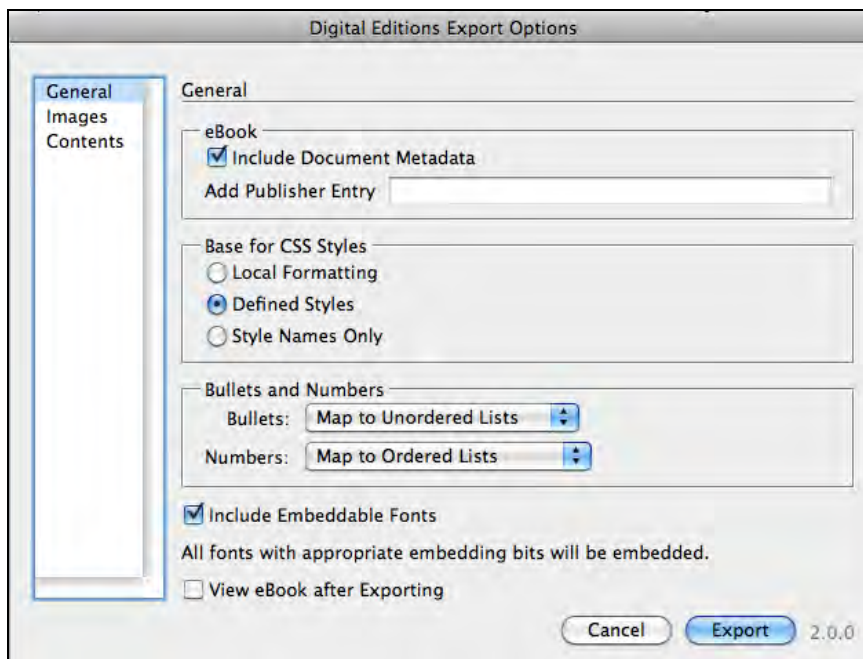 Digital Editions Export Options
General
Images
Contents
General
eBook
Include Document Metadata
Add Publisher Entry
Base for CSS Styles
Local Formatting
Defined Styles
Style Names Only
Bullets and Numbers
Bullets: Map to Unordered Lists
Numbers: Map to Ordered Lists
Include Embeddable Fonts
All fonts with appropriate embedding bits will be embedded.
View eBook after Exporting
Cancel Export 2.0.0